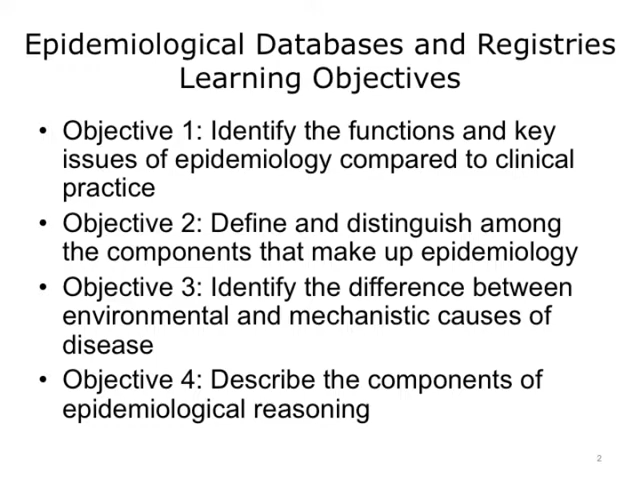 Epidemiological Databases and Registries
Learning Objectives
• Objective 1: Identify the functions and key
issues of epidemiology compared to clinical
practice
• Objective 2: Define and distinguish among
the components that make up epidemiology
• Objective 3: Identify the difference between
environmental and mechanistic causes of
disease
• Objective 4: Describe the components of
epidemiological reasoning
2